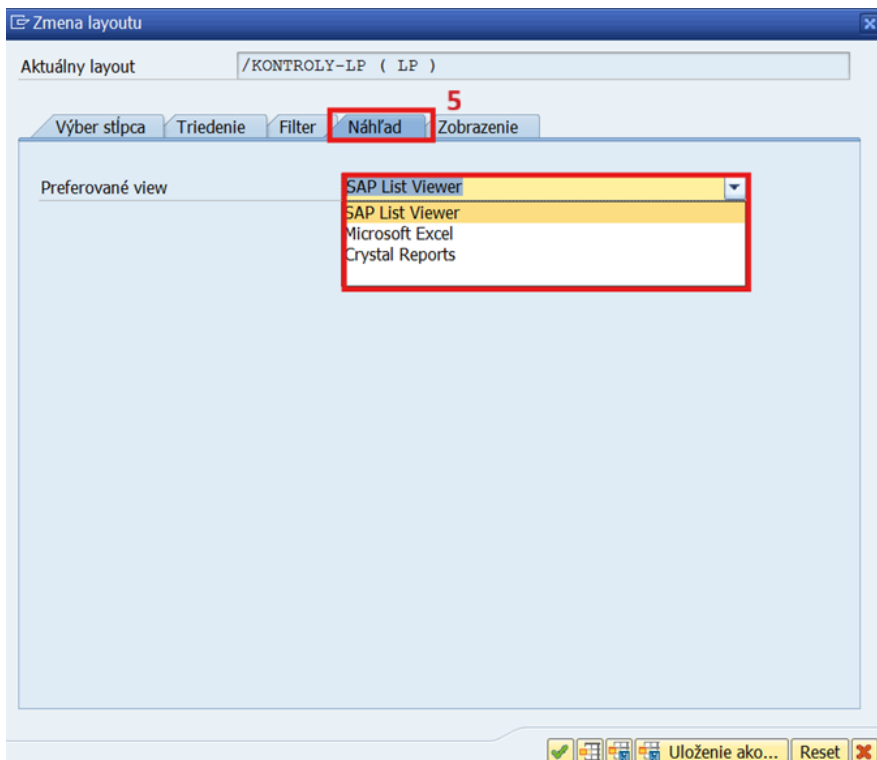 Zmena layoutu
Aktuálny layout
/KONTROLY-LP ( LP )
5
Výber stĺpca
Triedenie
Filter
Náhľad
Zobrazenie
Preferované view
SAP List Viewer
SAP List Viewer
Microsoft Excel
Crystal Reports
Uloženie ako...
Reset